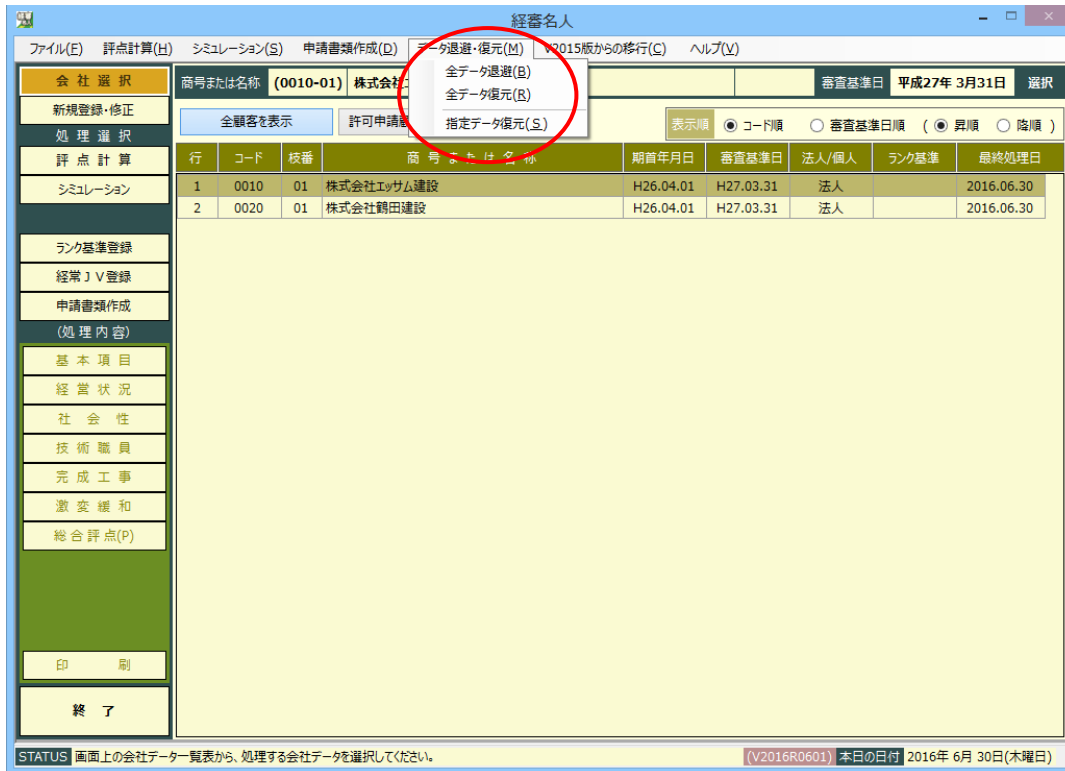 経審名人
ファイル(F) 評点計算(H) シミュレーション(S) 申請書類作成(D) データ退避・復元(M) V2015版からの移行(C) ヘルプ(V)
全データ退避(B)
全データ復元(R)
指定データ復元(S)
会社選択
商号または名称 (0010-01) 株式会社 審査基準日 平成27年 3月31日 選択
新規登録・修正
全顧客を表示 許可申請 表示順 コード順 審査基準日順 ( 昇順 降順 )
処理選択
評点計算
行 コード 枝番 商号または名称 期首年月日 審査基準日 法人/個人 ランク基準 最終処理日
シミュレーション
1 0010 01 株式会社エッサム建設 H26.04.01 H27.03.31 法人 2016.06.30
2 0020 01 株式会社鶴田建設 H26.04.01 H27.03.31 法人 2016.06.30
ランク基準登録
経常JV登録
申請書類作成
(処理内容)
基本項目
経営状況
社会性
技術職員
完成工事
激変緩和
総合評点(P)
印刷
終了
STATUS 画面上の会社データ一覧表から、処理する会社データを選択してください。 (V2016R0601) 本日の日付 2016年 6月 30日(木曜日)